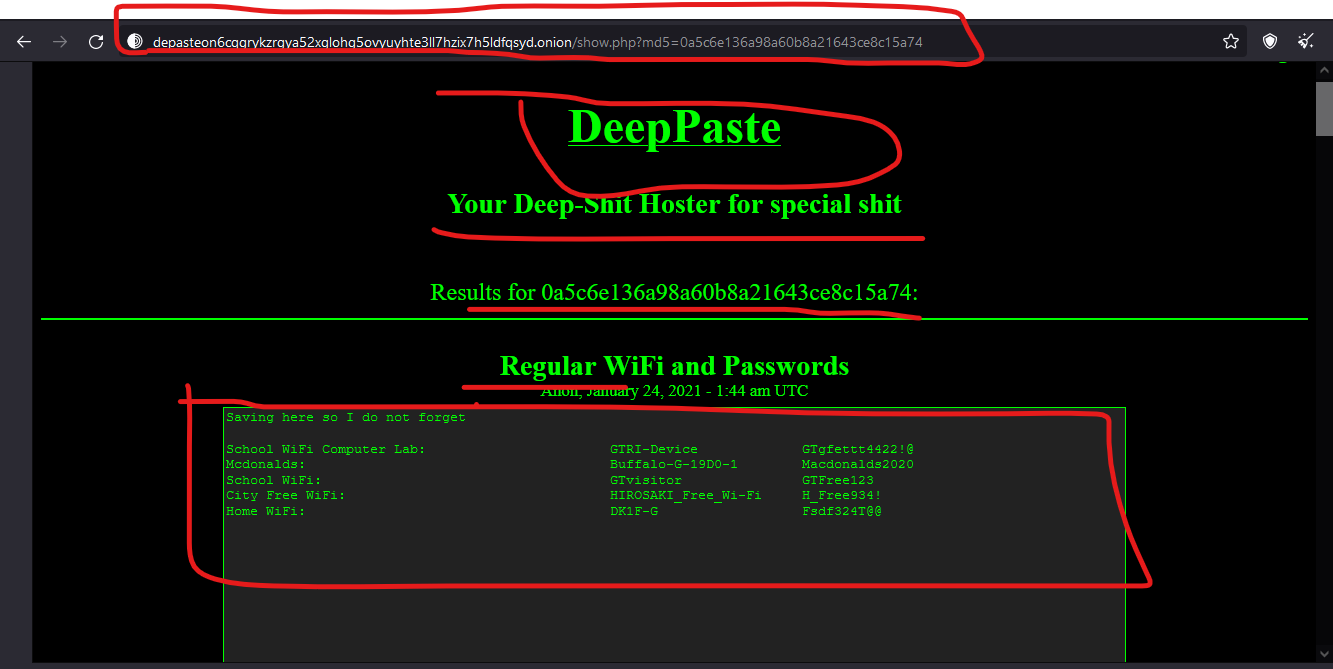 depasteon6cqgrykzrgya52xglohg5ovyuyhte3ll7hzix7h5ldfqsyd.onion/show.php?md5=0a5c6e136a98a60b8a21643ce8c15a74
DeepPaste
Your Deep-Shit Hoster for special shit
Results for 0a5c6e136a98a60b8a21643ce8c15a74:
Regular WiFi and Passwords
Anon, January 24, 2021 - 1:44 am UTC
Saving here so I do not forget
School WiFi Computer Lab: GTRI-Device GTgfettt4422!@
Mcdonalds: Buffalo-G-19D0-1 Macdonalds2020
School WiFi: GTvisitor GTFree123
City Free WiFi: HIROSAKI_Free_Wi-Fi H_Free934!
Home WiFi: DK1F-G Fsdf324T@@